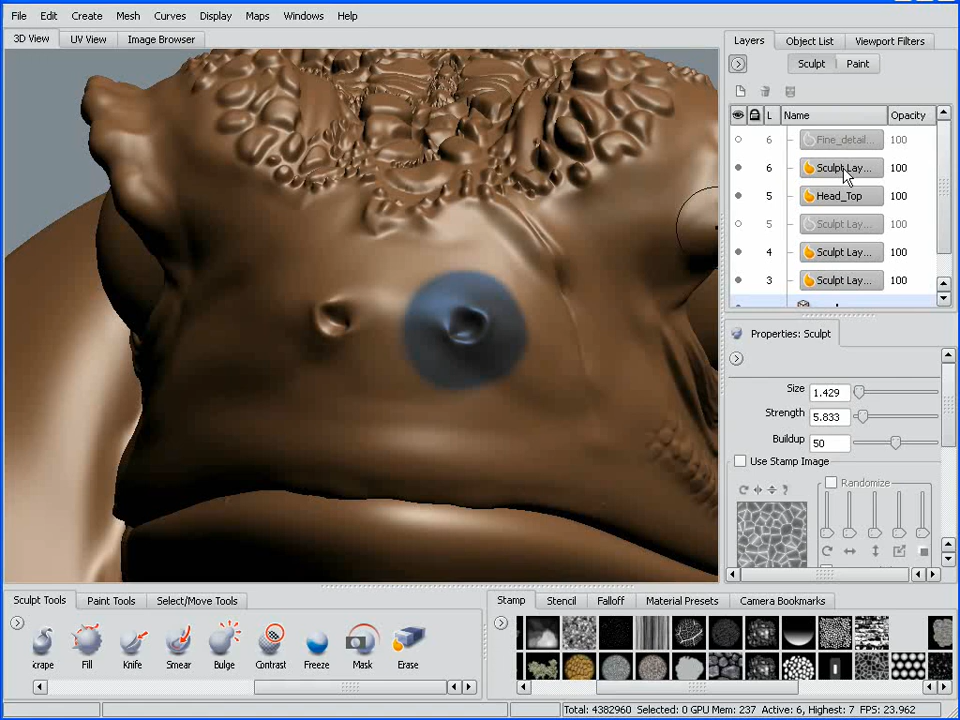 File Edit Create Mesh Curves Display Maps Windows Help
3D View UV View Image Browser
Layers Object List Viewport Filters
Sculpt Paint
L Name Opacity
6 Fine_detail... 100
6 Sculpt Lay... 100
5 Head_Top 100
5 Sculpt Lay... 100
4 Sculpt Lay... 100
3 Sculpt Lay... 100
Properties: Sculpt
Size 1.429
Strength 5.833
Buildup 50
Use Stamp Image
Randomize
Sculpt Tools Paint Tools Select/Move Tools
Stamp Stencil Falloff Material Presets Camera Bookmarks
crape Fill Knife Smear Bulge Contrast Freeze Mask Erase
Total: 4382960 Selected: 0 GPU Mem: 237 Active: 6, Highest: 7 FPS: 23.962